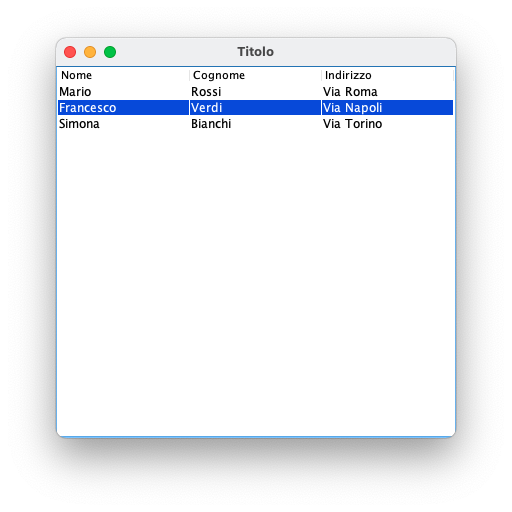 Titolo
Nome Cognome Indirizzo
Mario Rossi Via Roma
Francesco Verdi Via Napoli
Simona Bianchi Via Torino